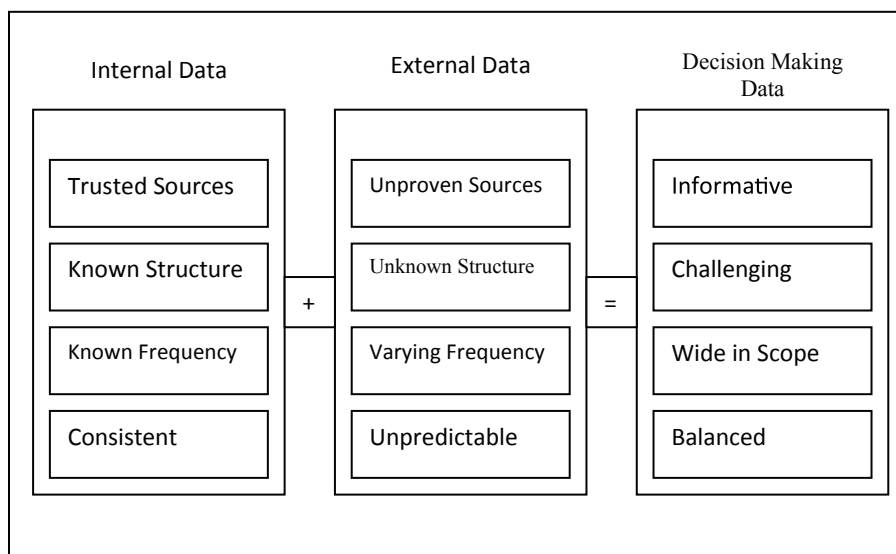 Internal Data
Trusted Sources
Known Structure
Known Frequency
Consistent
+
External Data
Unproven Sources
Unknown Structure
Varying Frequency
Unpredictable
=
Decision Making
Data
Informative
Challenging
Wide in Scope
Balanced